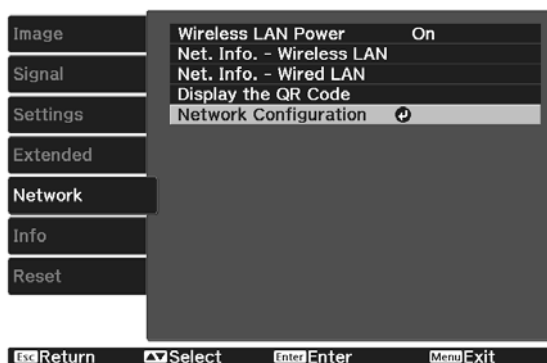 Image
Signal
Settings
Extended
Network
Info
Reset
Wireless LAN Power On
Net. Info. - Wireless LAN
Net. Info. - Wired LAN
Display the QR Code
Network Configuration
Esc Return Select Enter Enter Menu Exit